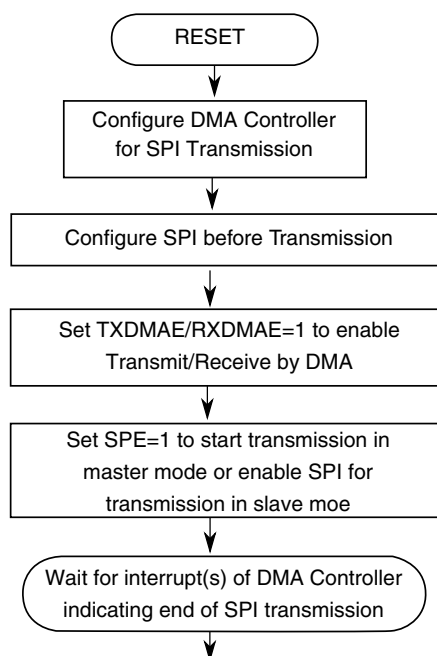 RESET
Configure DMA Controller
for SPI Transmission
Configure SPI before Transmission
Set TXDMAE/RXDMAE=1 to enable
Transmit/Receive by DMA
Set SPE=1 to start transmission in
master mode or enable SPI for
transmission in slave moe
Wait for interrupt(s) of DMA Controller
indicating end of SPI transmission